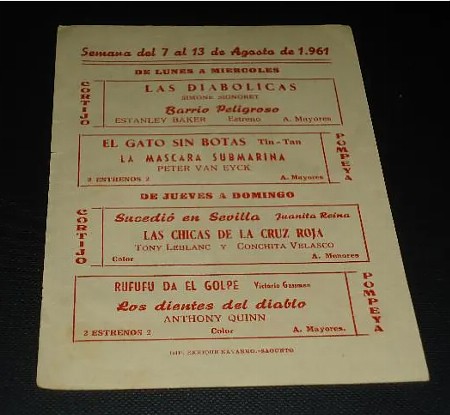 Semana del 7 al 13 de Agosto de 1.961
DE LUNES A MIERCOLES
CORTIJO
LAS DIABOLICAS
SIMONE SIGNORET
Barrio Peligroso
ESTANLEY BAKER Estreno A. Mayores
EL GATO SIN BOTAS Tin-Tan
LA MASCARA SUBMARINA
PETER VAN EYCK
2 ESTRENOS 2 A. Mayores
POMPEYA
DE JUEVES A DOMINGO
CORTIJO
Sucedió en Sevilla Juanita Reina
LAS CHICAS DE LA CRUZ ROJA
TONY LEBLANC Y CONCHITA VELASCO
Color A. Menores
RUFUFU DA EL GOLPE Victorio Gassman
Los dientes del diablo
ANTHONY QUINN
2 ESTRENOS 2 Color A. Mayores.
POMPEYA
IMP. ENRIQUE NAVARRO.-SAGUNTO